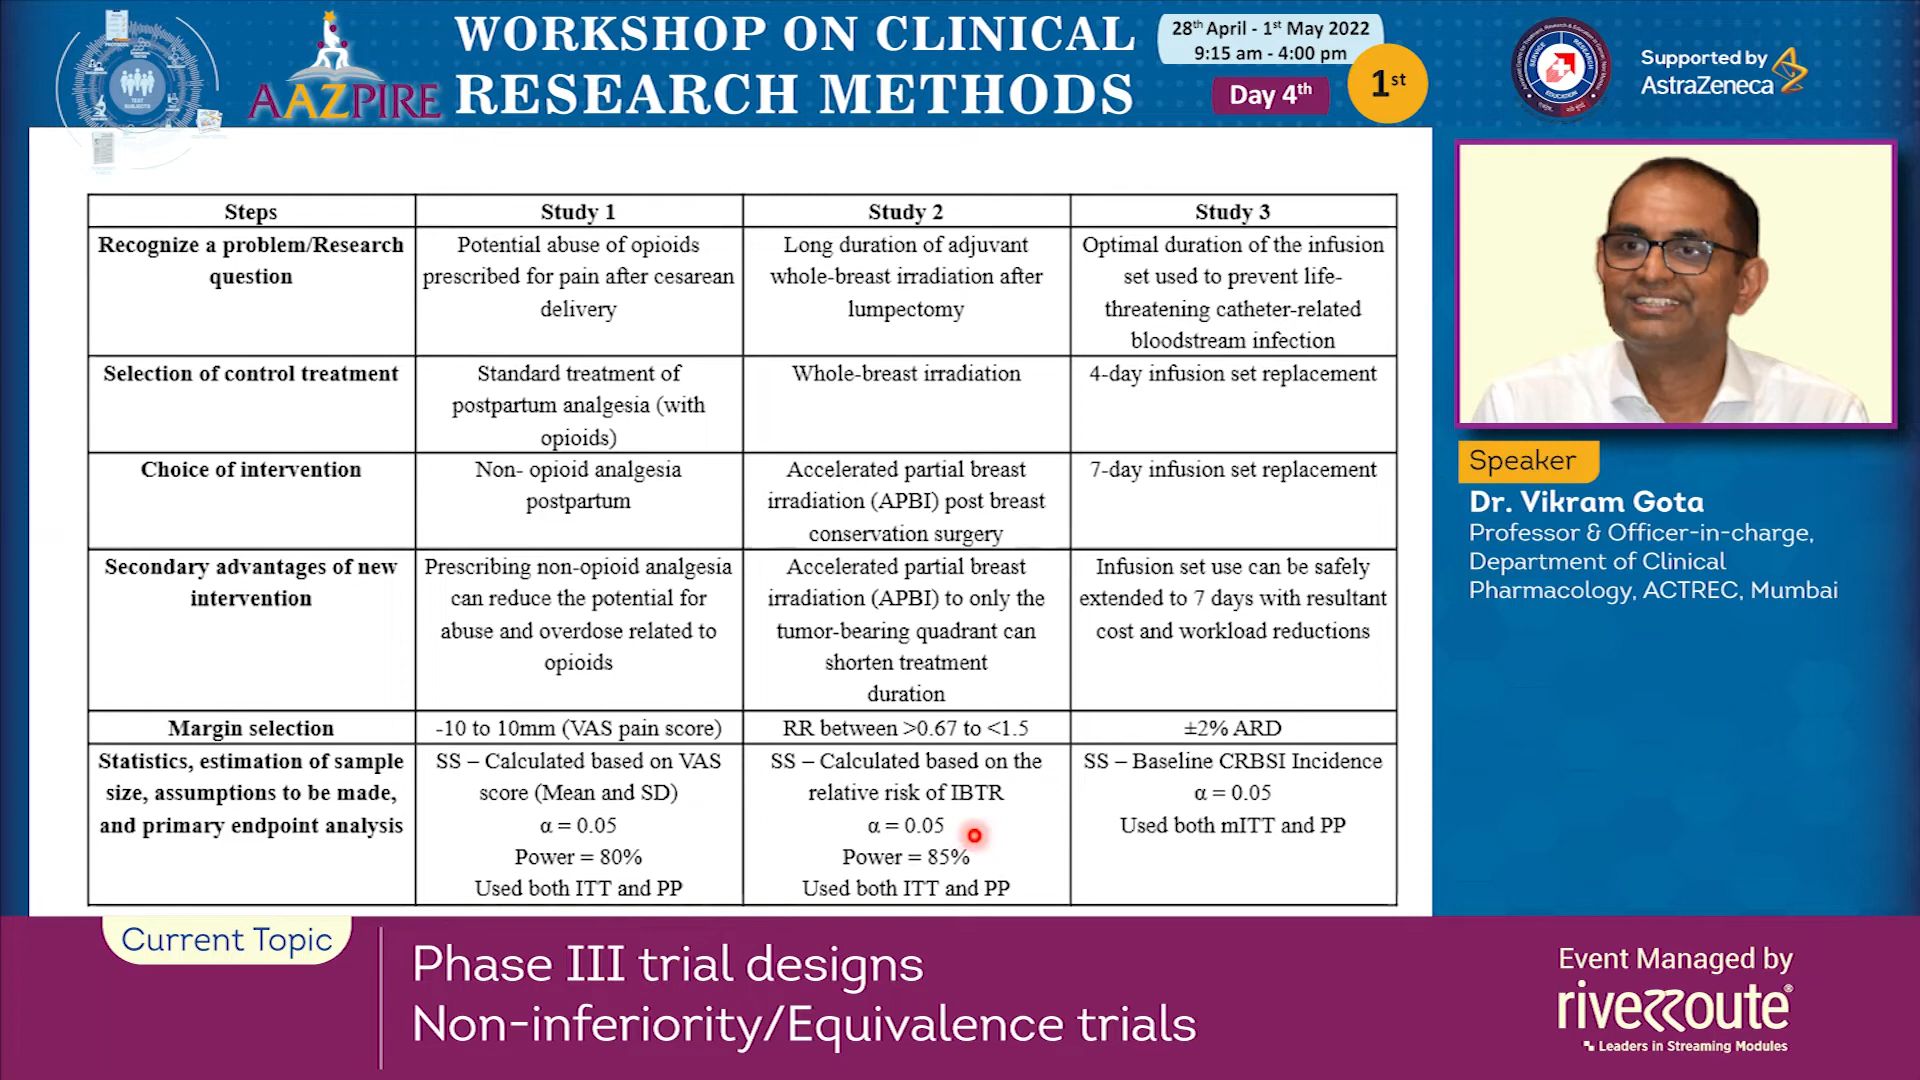 AAZPIRE
WORKSHOP ON CLINICAL
RESEARCH METHODS
28th April - 1st May 2022
9:15 am - 4:00 pm
Day 4th
1st
Supported by
AstraZeneca
TEST
SUBJECTS
SERVICE
RESEARCH
EDUCATION
Steps
Study 1
Study 2
Study 3
Recognize a problem/Research
question
Potential abuse of opioids
prescribed for pain after cesarean
delivery
Long duration of adjuvant
whole-breast irradiation after
lumpectomy
Optimal duration of the infusion
set used to prevent life-
threatening catheter-related
bloodstream infection
Selection of control treatment
Standard treatment of
postpartum analgesia (with
opioids)
Whole-breast irradiation
4-day infusion set replacement
Choice of intervention
Non- opioid analgesia
postpartum
Accelerated partial breast
irradiation (APBI) post breast
conservation surgery
7-day infusion set replacement
Secondary advantages of new
intervention
Prescribing non-opioid analgesia
can reduce the potential for
abuse and overdose related to
opioids
Accelerated partial breast
irradiation (APBI) to only the
tumor-bearing quadrant can
shorten treatment
duration
Infusion set use can be safely
extended to 7 days with resultant
cost and workload reductions
Margin selection
-10 to 10mm (VAS pain score)
RR between >0.67 to <1.5
±2% ARD
Statistics, estimation of sample
size, assumptions to be made,
and primary endpoint analysis
SS – Calculated based on VAS
score (Mean and SD)
α = 0.05
Power = 80%
Used both ITT and PP
SS – Calculated based on the
relative risk of IBTR
α = 0.05
Power = 85%
Used both ITT and PP
SS – Baseline CRBSI Incidence
α = 0.05
Used both mITT and PP
Speaker
Dr. Vikram Gota
Professor & Officer-in-charge,
Department of Clinical
Pharmacology, ACTREC, Mumbai
Current Topic
Phase III trial designs
Non-inferiority/Equivalence trials
Event Managed by
riverroute®
Leaders in Streaming Modules